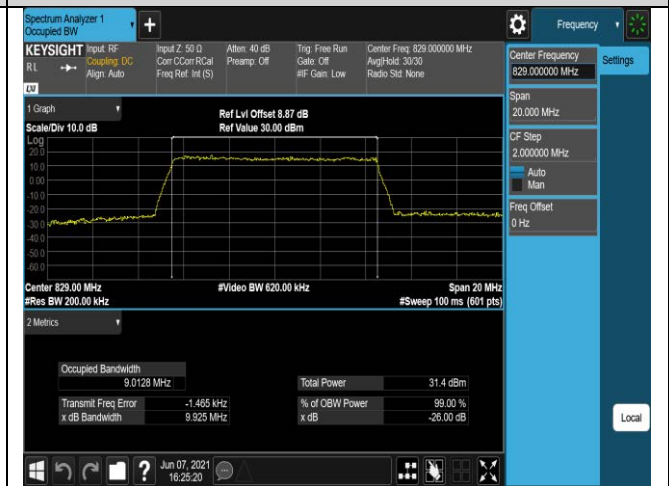 Spectrum Analyzer 1
Occupied BW
+
Frequency
KEYSIGHT
Input: RF
Input Z: 50 Ω
Atten: 40 dB
Trig: Free Run
Center Freq: 829.000000 MHz
RL
Coupling: DC
Corr CCorr RCal
Preamp: Off
Gate: Off
Avg|Hold: 30/30
Align: Auto
Freq Ref: Int (S)
#IF Gain: Low
Radio Std: None
LXI
Center Frequency
829.000000 MHz
Settings
Span
20.000 MHz
CF Step
2.000000 MHz
Auto
Man
Freq Offset
0 Hz
Local
1 Graph
Ref Lvl Offset 8.87 dB
Scale/Div 10.0 dB
Ref Value 30.00 dBm
Log
20.0
10.0
0.00
-10.0
-20.0
-30.0
-40.0
-50.0
-60.0
Center 829.00 MHz
#Video BW 620.00 kHz
Span 20 MHz
#Res BW 200.00 kHz
#Sweep 100 ms (601 pts)
2 Metrics
Occupied Bandwidth
9.0128 MHz
Total Power
31.4 dBm
Transmit Freq Error
-1.465 kHz
% of OBW Power
99.00 %
x dB Bandwidth
9.925 MHz
x dB
-26.00 dB
?
Jun 07, 2021
16:25:20